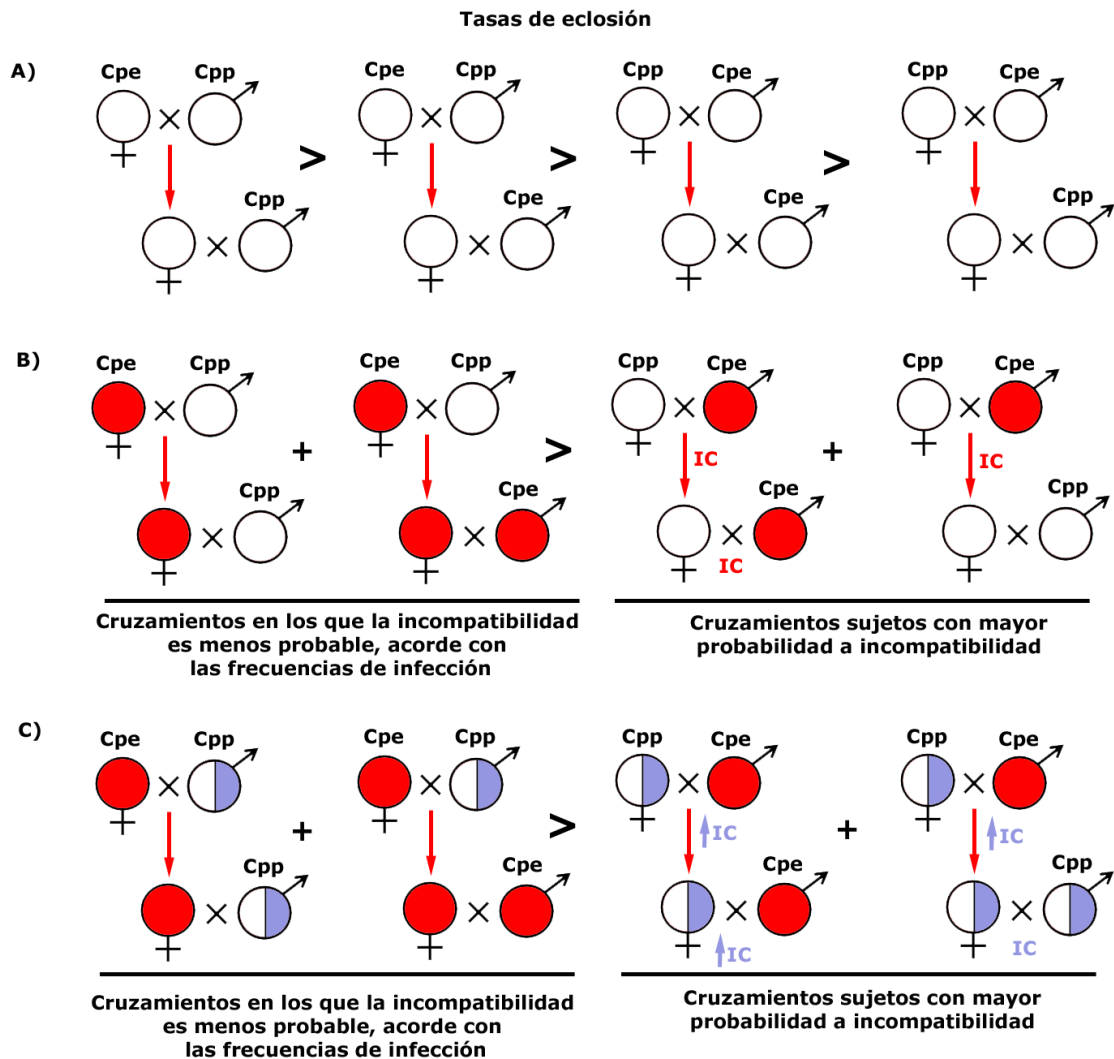 Tasas de eclosión
A)
Cpe Cpp Cpe Cpp Cpp Cpe Cpp Cpe
> > >
Cpp Cpe Cpe Cpp
B)
Cpe Cpp Cpe Cpp Cpp Cpe Cpp Cpe
+ > IC + IC
Cpp Cpe Cpe Cpp
IC
Cruzamientos en los que la incompatibilidad
es menos probable, acorde con
las frecuencias de infección
Cruzamientos sujetos con mayor
probabilidad a incompatibilidad
C)
Cpe Cpp Cpe Cpp Cpp Cpe Cpp Cpe
+ > IC + IC
Cpp Cpe Cpe Cpp
IC IC
Cruzamientos en los que la incompatibilidad
es menos probable, acorde con
las frecuencias de infección
Cruzamientos sujetos con mayor
probabilidad a incompatibilidad